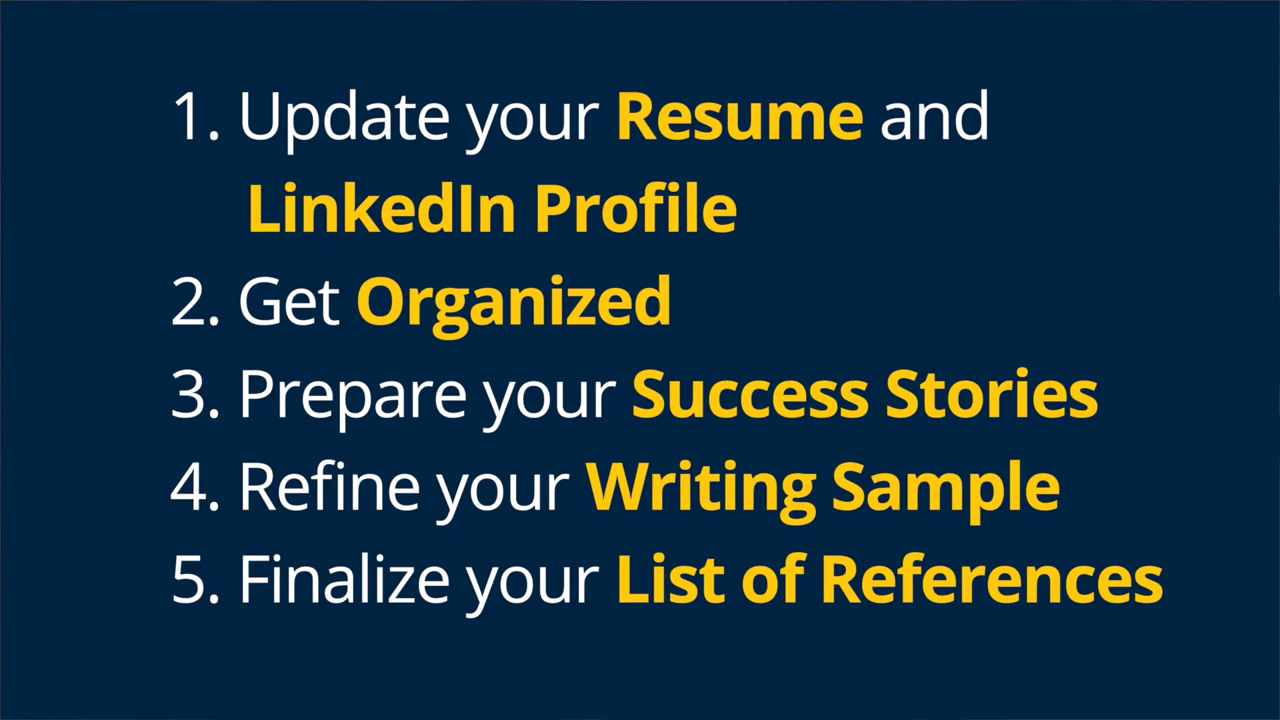 1. Update your Resume and
LinkedIn Profile
2. Get Organized
3. Prepare your Success Stories
4. Refine your Writing Sample
5. Finalize your List of References